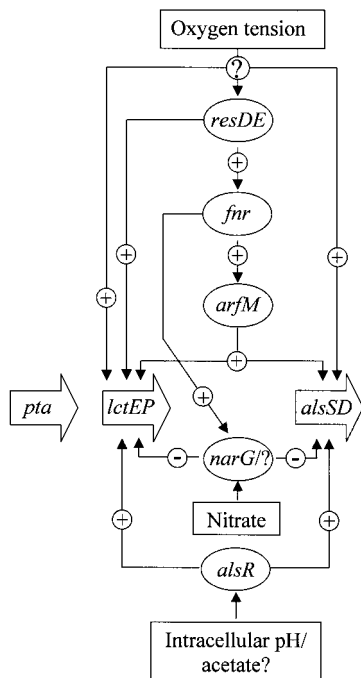 Oxygen tension
?
resDE
+
fnr
+
+
+
arfM
+
pta
lctEP
alsSD
+
-
narG/?
-
Nitrate
+
+
alsR
Intracellular pH/
acetate?